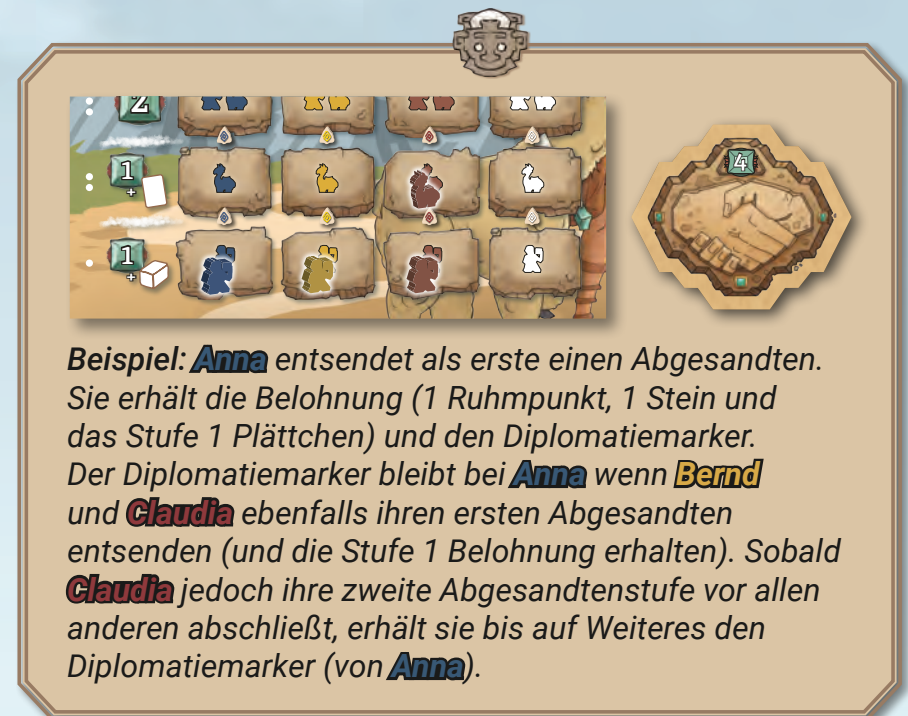 2
1
+
1
+
4
Beispiel: Anna entsendet als erste einen Abgesandten.
Sie erhält die Belohnung (1 Ruhmpunkt, 1 Stein und
das Stufe 1 Plättchen) und den Diplomatiemarker.
Der Diplomatiemarker bleibt bei Anna wenn Bernd
und Claudia ebenfalls ihren ersten Abgesandten
entsenden (und die Stufe 1 Belohnung erhalten). Sobald
Claudia jedoch ihre zweite Abgesandtenstufe vor allen
anderen abschließt, erhält sie bis auf Weiteres den
Diplomatiemarker (von Anna).